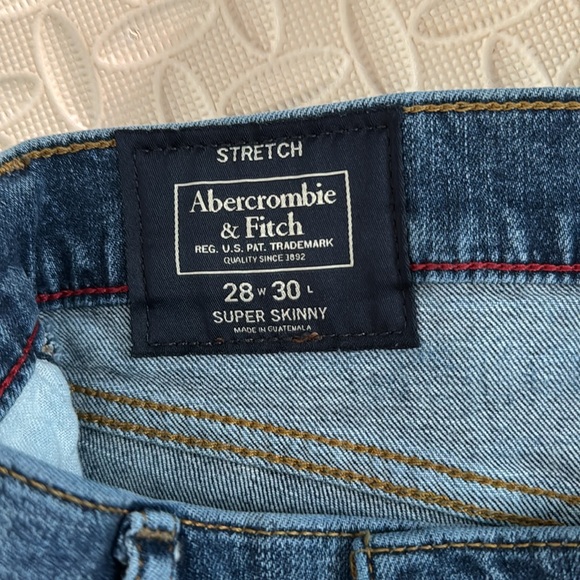 STRETCH
Abercrombie
& Fitch
REG. U.S. PAT. TRADEMARK
QUALITY SINCE 1892
28 W 30 L
SUPER SKINNY
MADE IN GUATEMALA